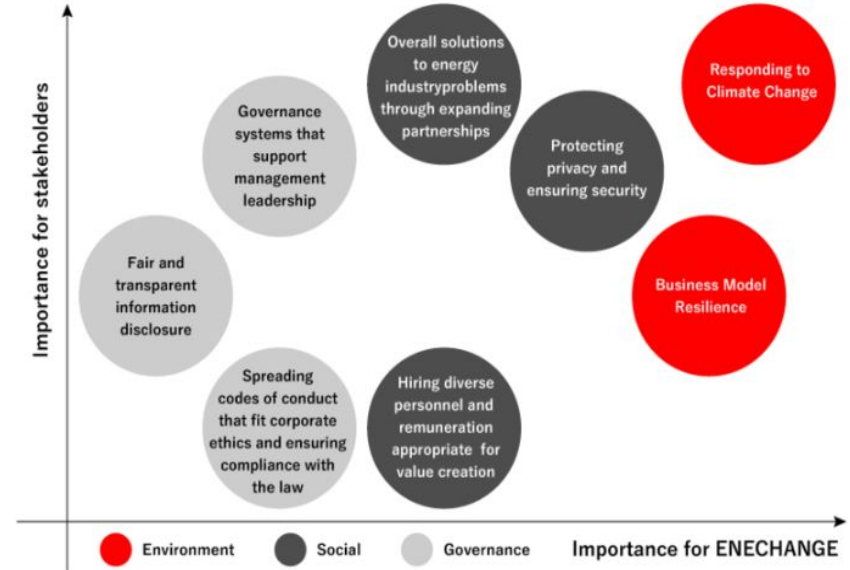 Importance for stakeholders
Overall solutions
to energy
industryproblems
through expanding
partnerships
Responding to
Climate Change
Governance
systems that
support
management
leadership
Protecting
privacy and
ensuring security
Fair and
transparent
information
disclosure
Business Model
Resilience
Spreading
codes of conduct
that fit corporate
ethics and ensuring
compliance with
the law
Hiring diverse
personnel and
remuneration
appropriate for
value creation
Environment
Social
Governance
Importance for ENECHANGE